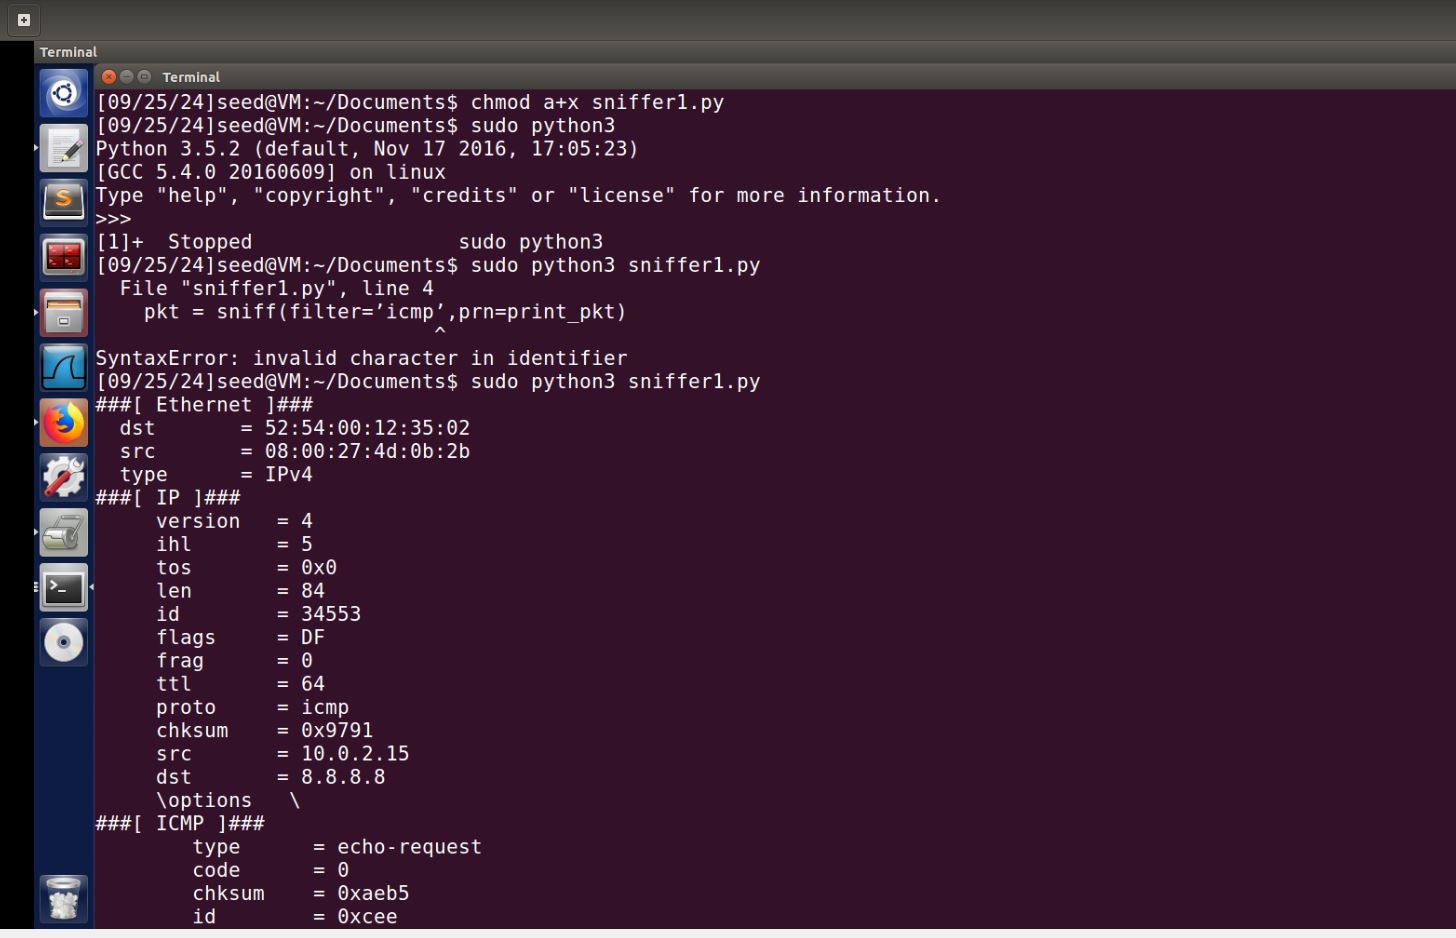 Terminal
Terminal
[09/25/24]seed@VM:~/Documents$ chmod a+x sniffer1.py
[09/25/24]seed@VM:~/Documents$ sudo python3
Python 3.5.2 (default, Nov 17 2016, 17:05:23)
[GCC 5.4.0 20160609] on linux
Type "help", "copyright", "credits" or "license" for more information.
>>>
[1]+  Stopped                 sudo python3
[09/25/24]seed@VM:~/Documents$ sudo python3 sniffer1.py
  File "sniffer1.py", line 4
    pkt = sniff(filter=’icmp’,prn=print_pkt)
                            ^
SyntaxError: invalid character in identifier
[09/25/24]seed@VM:~/Documents$ sudo python3 sniffer1.py
###[ Ethernet ]###
  dst       = 52:54:00:12:35:02
  src       = 08:00:27:4d:0b:2b
  type      = IPv4
###[ IP ]###
     version   = 4
     ihl       = 5
     tos       = 0x0
     len       = 84
     id        = 34553
     flags     = DF
     frag      = 0
     ttl       = 64
     proto     = icmp
     chksum    = 0x9791
     src       = 10.0.2.15
     dst       = 8.8.8.8
     \options   \
###[ ICMP ]###
        type      = echo-request
        code      = 0
        chksum    = 0xaeb5
        id        = 0xcee